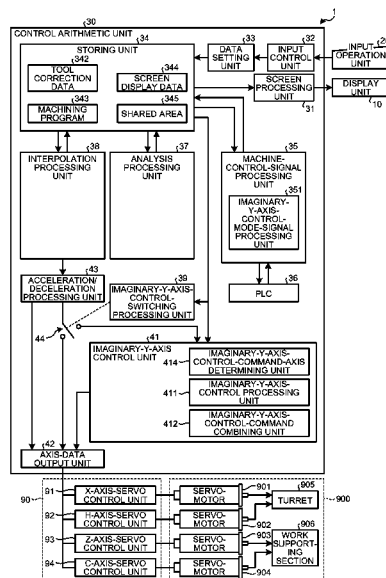 1
30
CONTROL ARITHMETIC UNIT
34
STORING UNIT
342
TOOL
CORRECTION
DATA
344
SCREEN
DISPLAY DATA
343
MACHINING
PROGRAM
345
SHARED AREA
33
DATA
SETTING
UNIT
32
INPUT
CONTROL
UNIT
20
INPUT
OPERATION
UNIT
SCREEN
PROCESSING
UNIT
31
DISPLAY
UNIT
10
38
INTERPOLATION
PROCESSING
UNIT
37
ANALYSIS
PROCESSING
UNIT
35
MACHINE-
CONTROL-SIGNAL
PROCESSING UNIT
351
IMAGINARY-
Y-AXIS-
CONTROL-
MODE-SIGNAL
PROCESSING
UNIT
36
PLC
43
ACCELERATION/
DECELERATION
PROCESSING UNIT
39
IMAGINARY-Y-AXIS-
CONTROL-
SWITCHING
PROCESSING UNIT
44
41
IMAGINARY-Y-AXIS
CONTROL UNIT
414
IMAGINARY-Y-AXIS-
CONTROL-COMMAND-AXIS
DETERMINING UNIT
411
IMAGINARY-Y-AXIS-
CONTROL PROCESSING
UNIT
412
IMAGINARY-Y-AXIS-
CONTROL-COMMAND
COMBINING UNIT
42
AXIS-DATA
OUTPUT UNIT
90
91
X-AXIS-SERVO
CONTROL UNIT
92
H-AXIS-SERVO
CONTROL UNIT
93
Z-AXIS-SERVO
CONTROL UNIT
94
C-AXIS-SERVO
CONTROL UNIT
900
901
SERVO-
MOTOR
902
SERVO-
MOTOR
903
SERVO-
MOTOR
904
SERVO-
MOTOR
905
TURRET
906
WORK
SUPPORT-
ING
SECTION